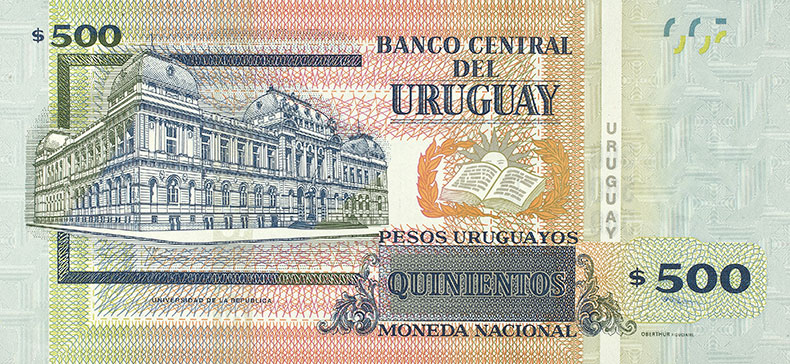 $ 500
BANCO CENTRAL
DEL
URUGUAY
URUGUAY
PESOS URUGUAYOS
QUINIENTOS
$ 500
UNIVERSIDAD DE LA REPUBLICA
MONEDA NACIONAL